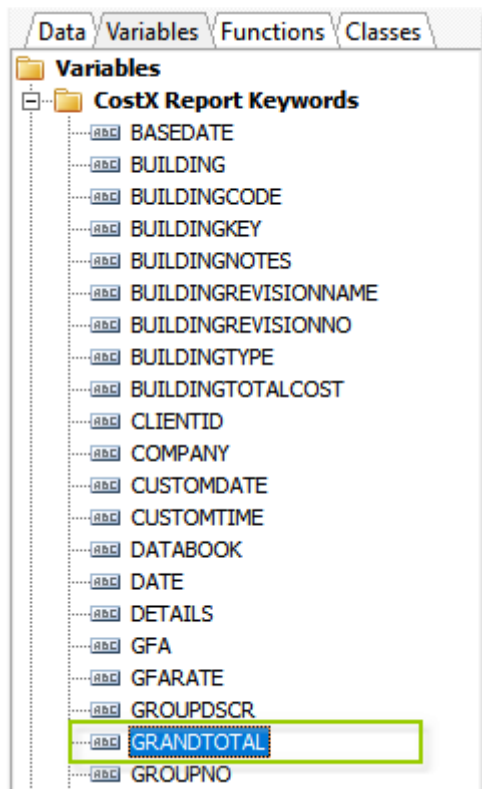 Data Variables Functions Classes
Variables
CostX Report Keywords
BASEDATE
BUILDING
BUILDINGCODE
BUILDINGKEY
BUILDINGNOTES
BUILDINGREVISIONNAME
BUILDINGREVISIONNO
BUILDINGTYPE
BUILDINGTOTALCOST
CLIENTID
COMPANY
CUSTOMDATE
CUSTOMTIME
DATABOOK
DATE
DETAILS
GFA
GFARATE
GROUPDSCR
GRANDTOTAL
GROUPNO